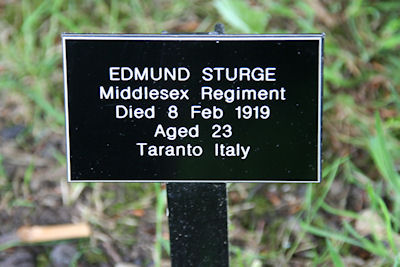 EDMUND STURGE
Middlesex Regiment
Died 8 Feb 1919
Aged 23
Taranto Italy